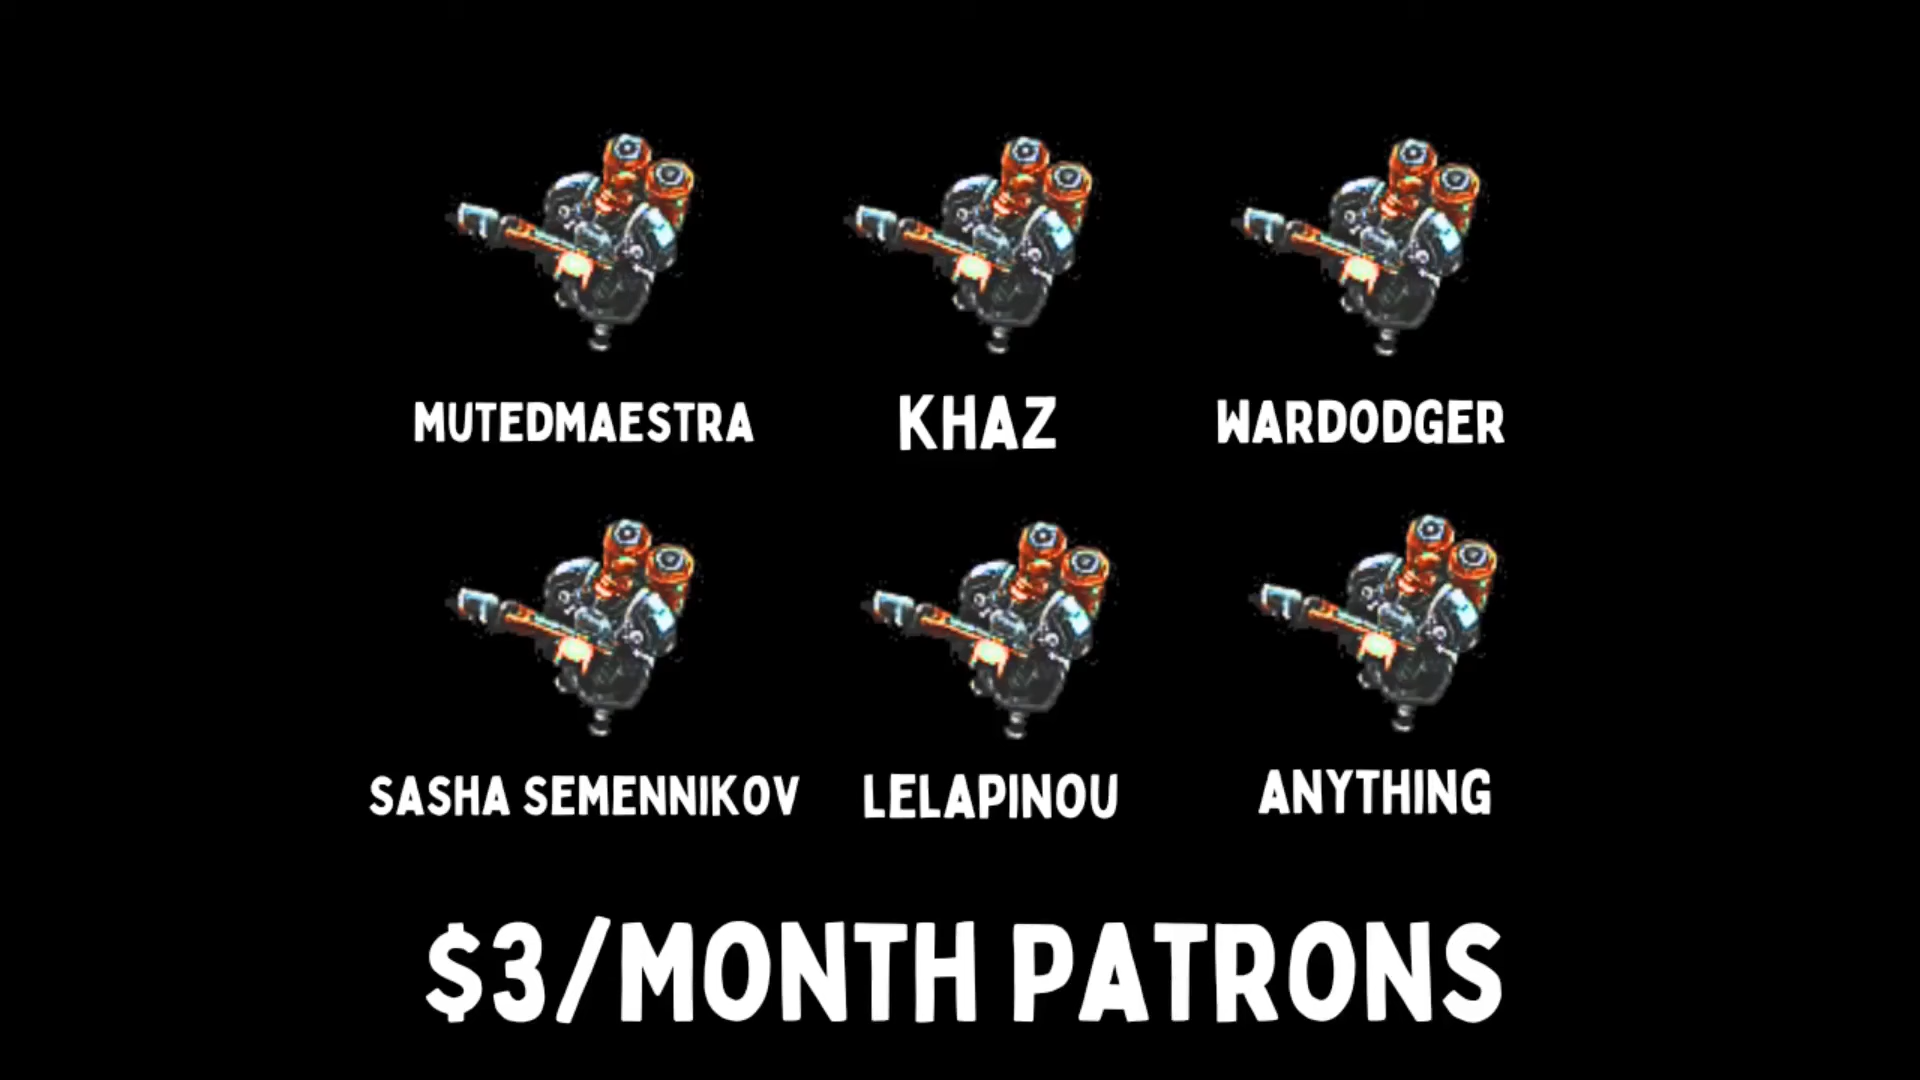 MUTEDMAESTRA
KHAZ
WARDODGER
SASHA SEMENNIKOV
LELAPINOU
ANYTHING
$3/MONTH PATRONS